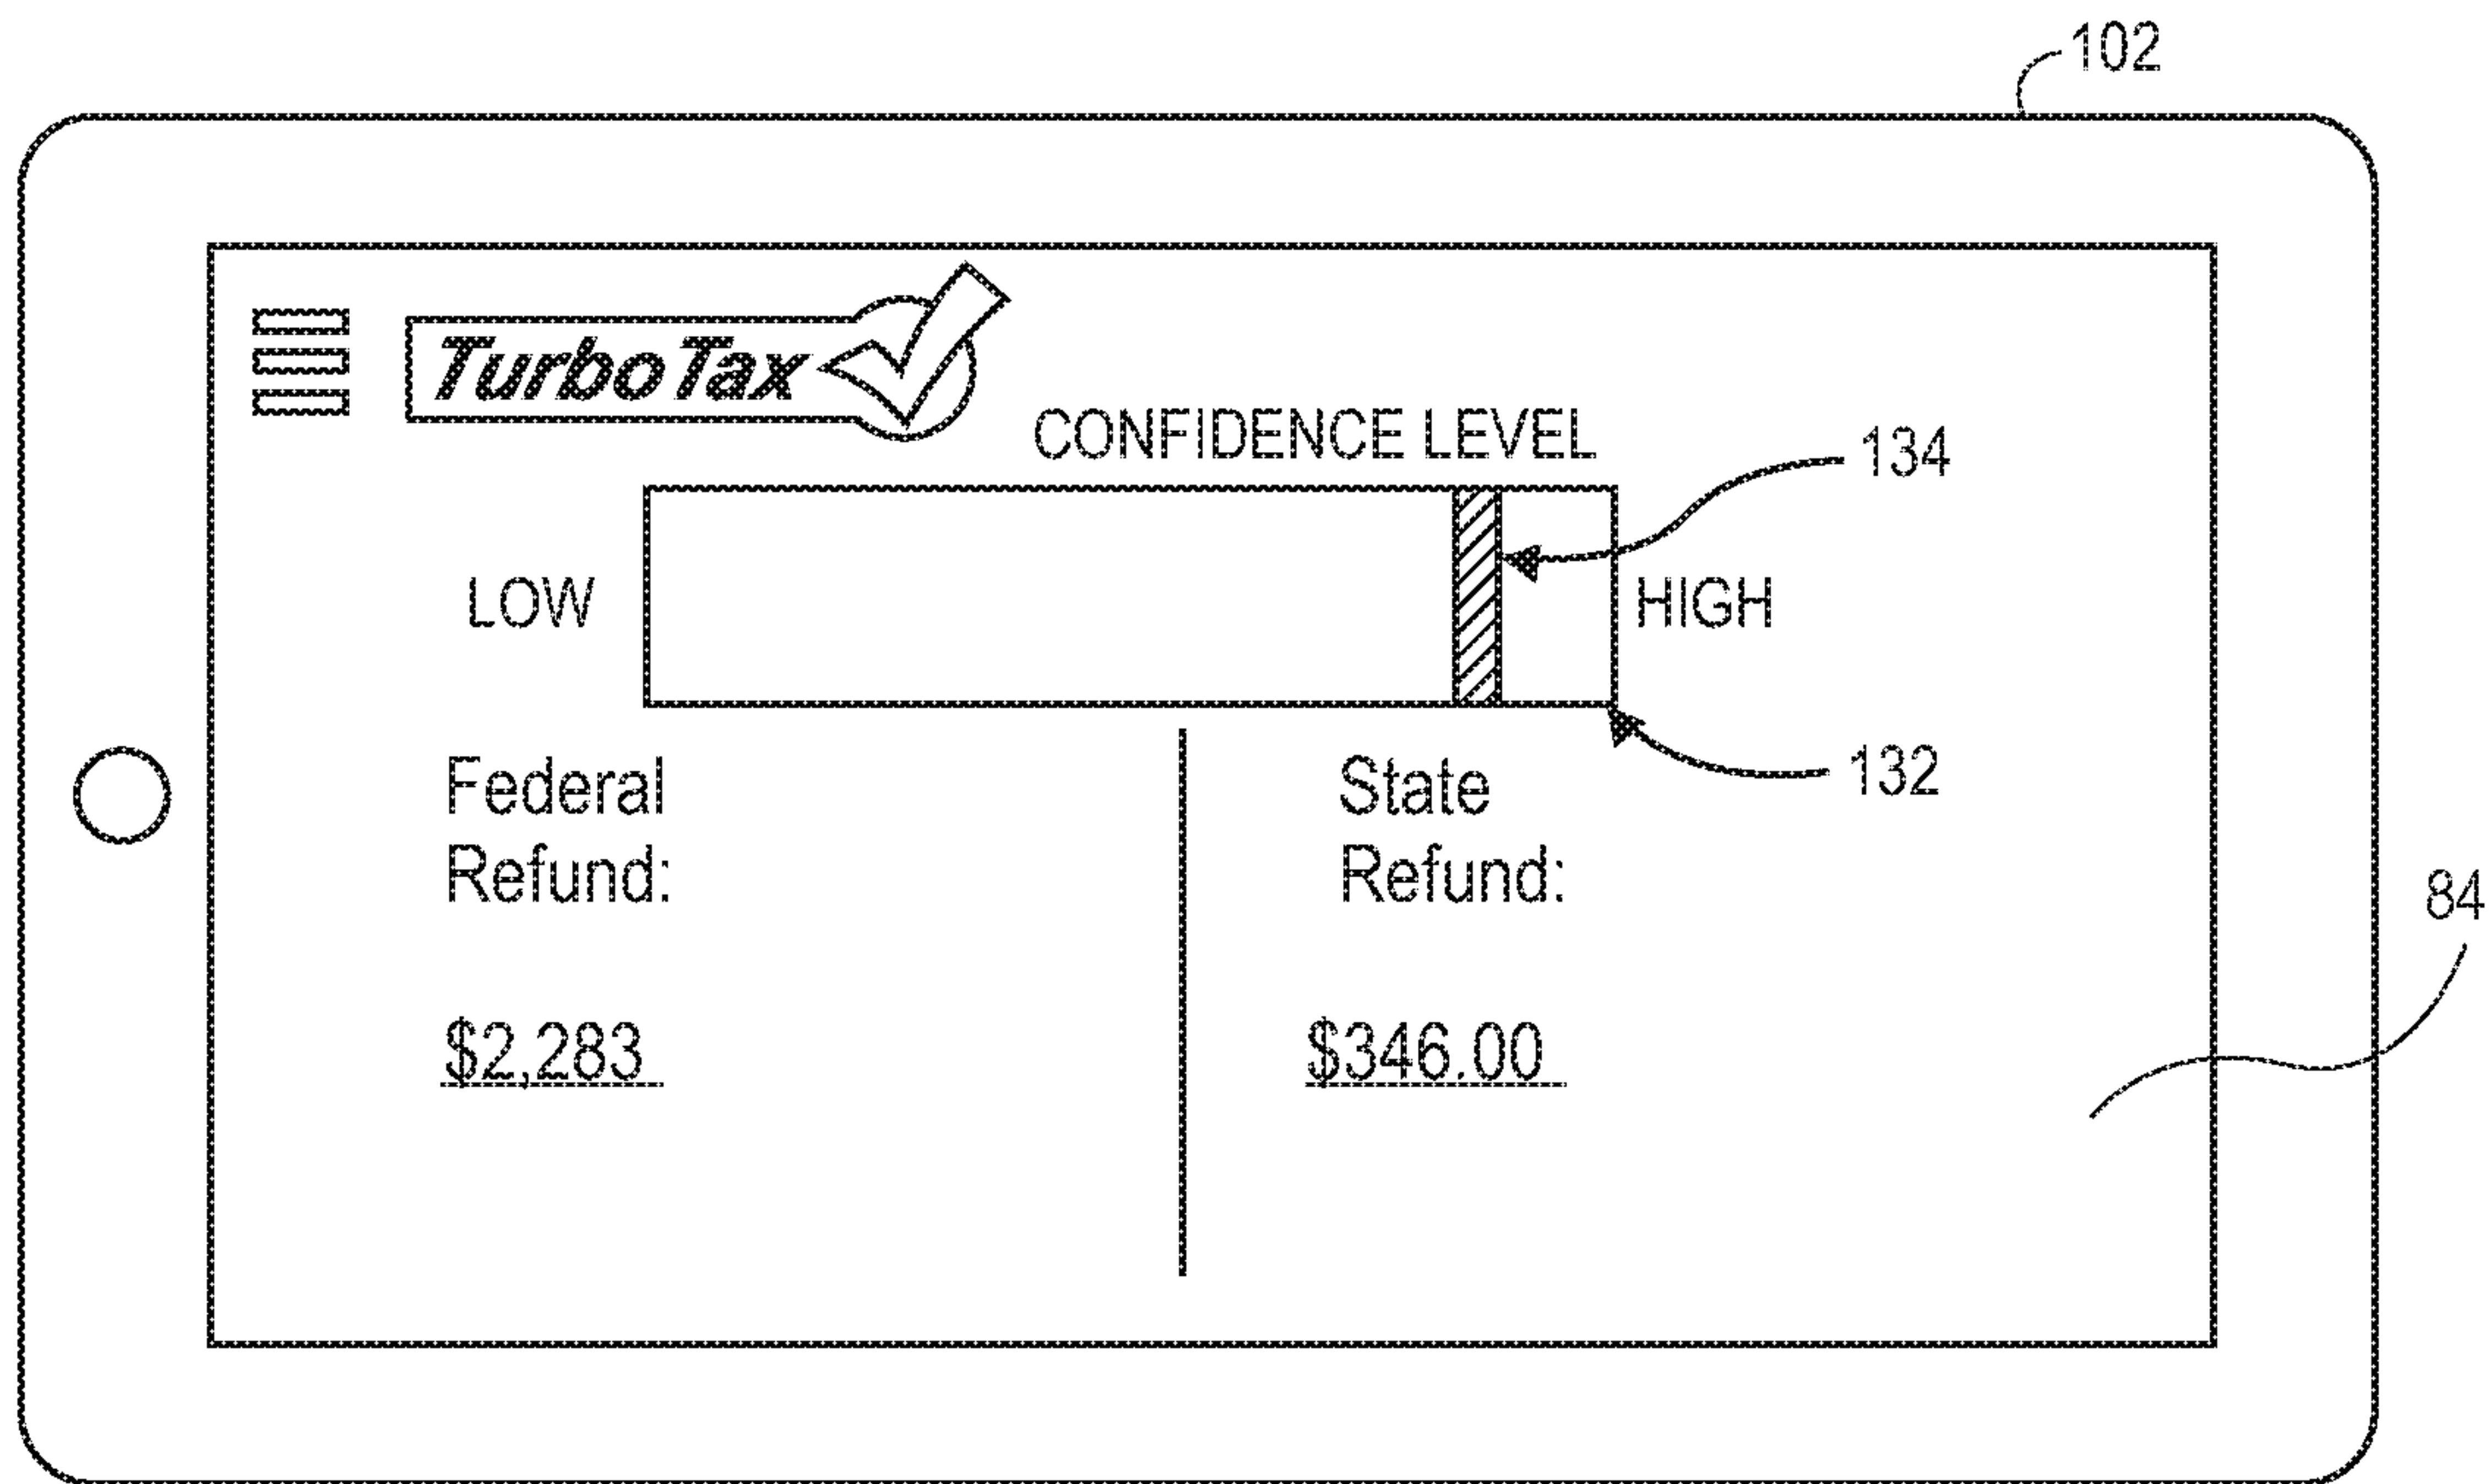 102
TurboTax
CONFIDENCE LEVEL
134
LOW
HIGH
132
Federal
Refund:
State
Refund:
84
$2,283
$346.00